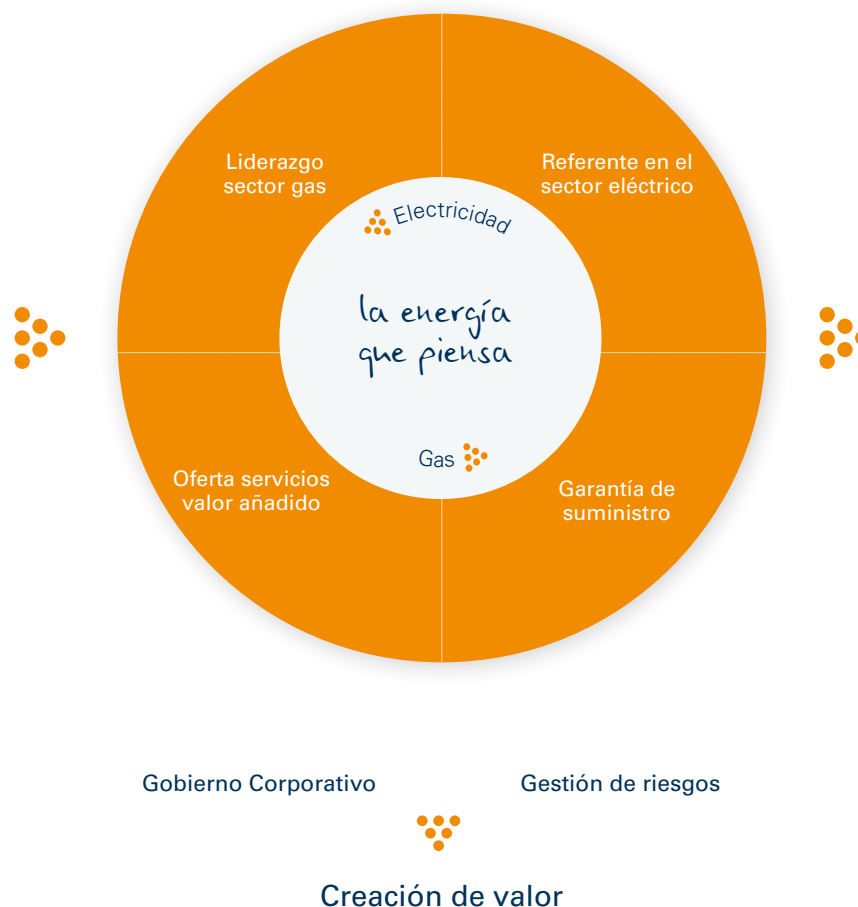 Liderazgo
sector gas
Referente en el
sector eléctrico
Electricidad
la energía
que piensa
Gas
Oferta servicios
valor añadido
Garantía de
suministro
Gobierno Corporativo
Gestión de riesgos
Creación de valor